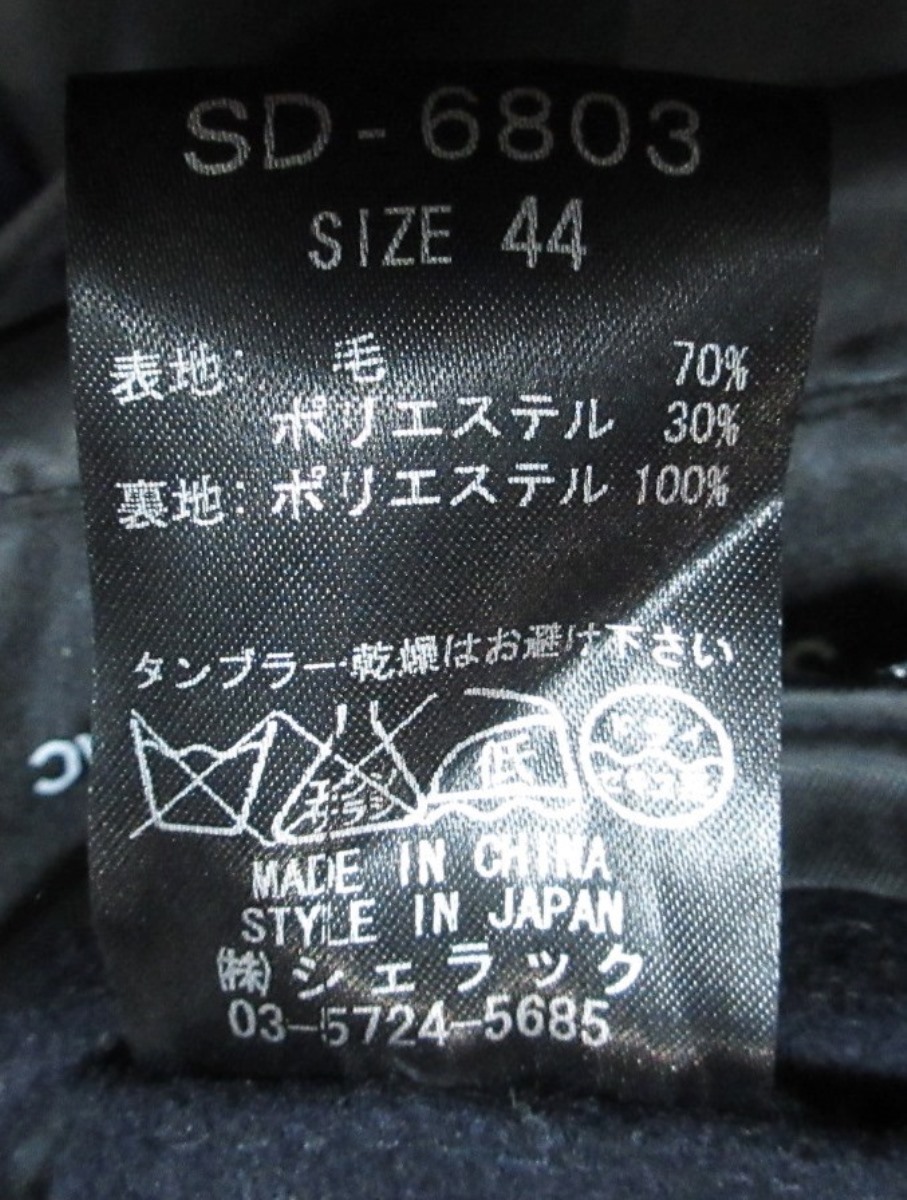 SD-6803
SIZE 44
表地: 毛 70%
ポリエステル 30%
裏地: ポリエステル 100%
タンブラー乾燥はお避け下さい
低
MADE IN CHINA
STYLE IN JAPAN
(株)シェラック
03-5724-5685